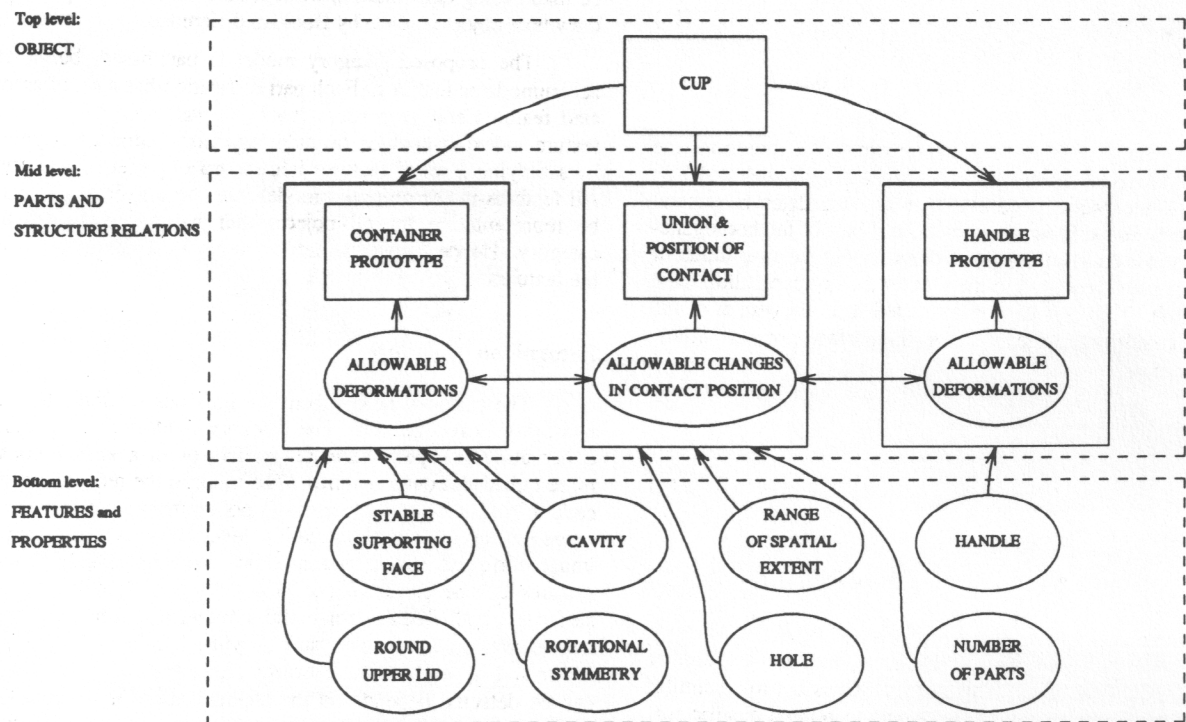 Top level:
OBJECT
CUP
Mid level:
PARTS AND
STRUCTURE RELATIONS
CONTAINER
PROTOTYPE
UNION &
POSITION OF
CONTACT
HANDLE
PROTOTYPE
ALLOWABLE
DEFORMATIONS
ALLOWABLE CHANGES
IN CONTACT POSITION
ALLOWABLE
DEFORMATIONS
Bottom level:
FEATURES and
PROPERTIES
STABLE
SUPPORTING
FACE
CAVITY
RANGE
OF SPATIAL
EXTENT
HANDLE
ROUND
UPPER LID
ROTATIONAL
SYMMETRY
HOLE
NUMBER
OF PARTS